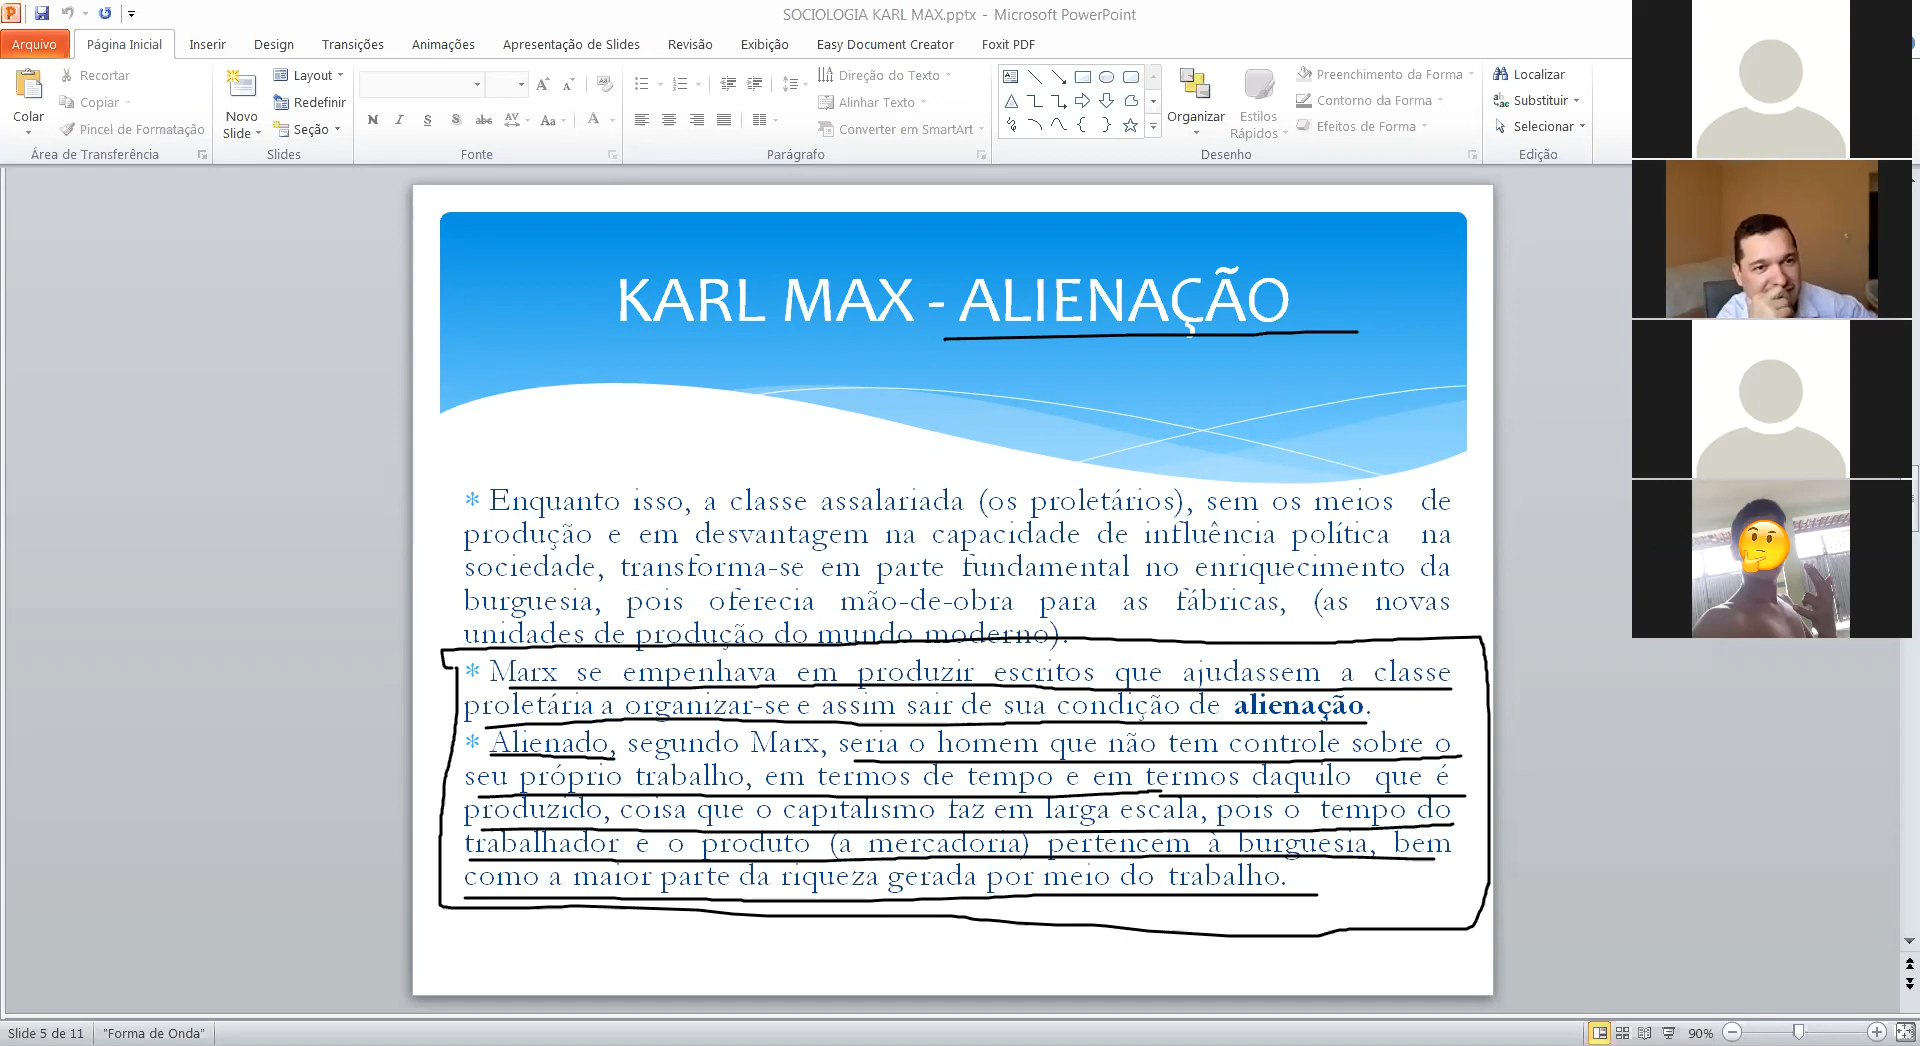 SOCIOLOGIA KARL MAX.pptx - Microsoft PowerPoint
Arquivo Página Inicial Inserir Design Transições Animações Apresentação de Slides Revisão Exibição Easy Document Creator Foxit PDF
Colar
Recortar
Copiar
Pincel de Formatação
Área de Transferência
Novo
Slide
Layout
Redefinir
Seção
Slides
N I S S abc AV Aa A
Fonte
Direção do Texto
Alinhar Texto
Converter em SmartArt
Parágrafo
Organizar
Estilos
Rápidos
Preenchimento da Forma
Contorno da Forma
Efeitos de Forma
Desenho
Localizar
Substituir
Selecionar
Edição
KARL MAX - ALIENAÇÃO
* Enquanto isso, a classe assalariada (os proletários), sem os meios de
produção e em desvantagem na capacidade de influência política na
sociedade, transforma-se em parte fundamental no enriquecimento da
burguesia, pois oferecia mão-de-obra para as fábricas, (as novas
unidades de produção do mundo moderno).
* Marx se empenhava em produzir escritos que ajudassem a classe
proletária a organizar-se e assim sair de sua condição de alienação.
* Alienado, segundo Marx, seria o homem que não tem controle sobre o
seu próprio trabalho, em termos de tempo e em termos daquilo que é
produzido, coisa que o capitalismo faz em larga escala, pois o tempo do
trabalhador e o produto (a mercadoria) pertencem à burguesia, bem
como a maior parte da riqueza gerada por meio do trabalho.
Slide 5 de 11 "Forma de Onda" 90%